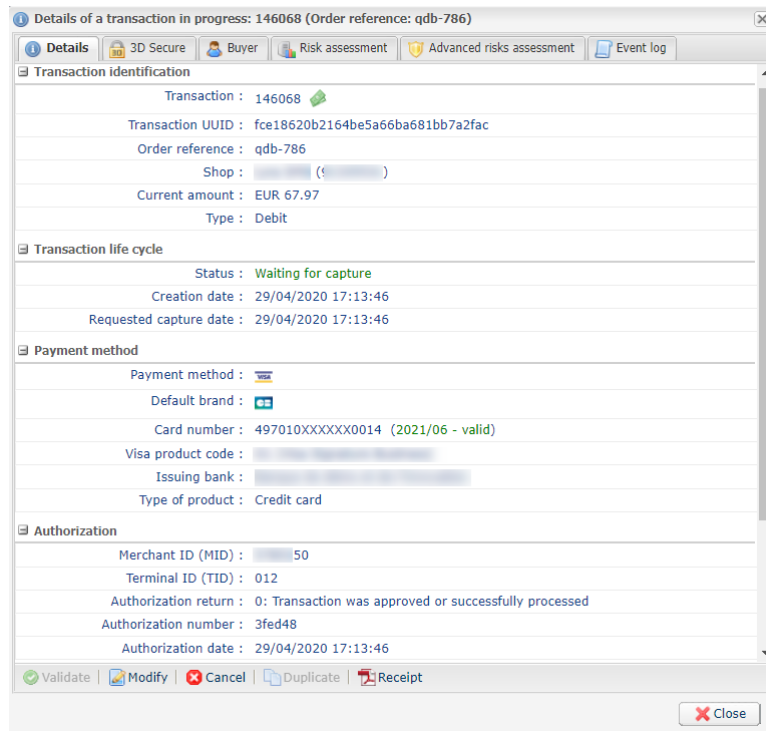 Details of a transaction in progress: 146068 (Order reference: qdb-786)
Details 3D Secure Buyer Risk assessment Advanced risks assessment Event log
Transaction identification
Transaction : 146068
Transaction UUID : fce18620b2164be5a66ba681bb7a2fac
Order reference : qdb-786
Shop : ( )
Current amount : EUR 67.97
Type : Debit
Transaction life cycle
Status : Waiting for capture
Creation date : 29/04/2020 17:13:46
Requested capture date : 29/04/2020 17:13:46
Payment method
Payment method : VISA
Default brand : CB
Card number : 497010XXXXXX0014 (2021/06 - valid)
Visa product code :
Issuing bank :
Type of product : Credit card
Authorization
Merchant ID (MID) : 50
Terminal ID (TID) : 012
Authorization return : 0: Transaction was approved or successfully processed
Authorization number : 3fed48
Authorization date : 29/04/2020 17:13:46
Validate | Modify | Cancel | Duplicate | Receipt
Close